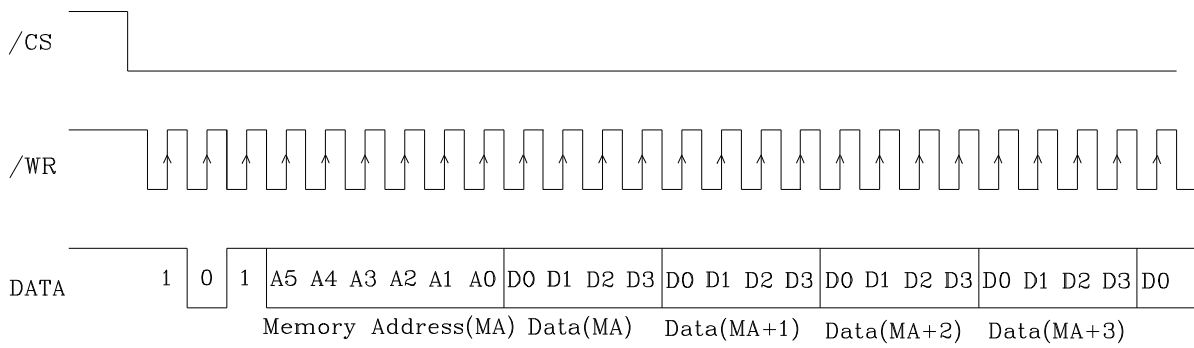 /CS
/WR
DATA 1 0 1 A5 A4 A3 A2 A1 A0 D0 D1 D2 D3 D0 D1 D2 D3 D0 D1 D2 D3 D0 D1 D2 D3 D0
Memory Address(MA) Data(MA) Data(MA+1) Data(MA+2) Data(MA+3)